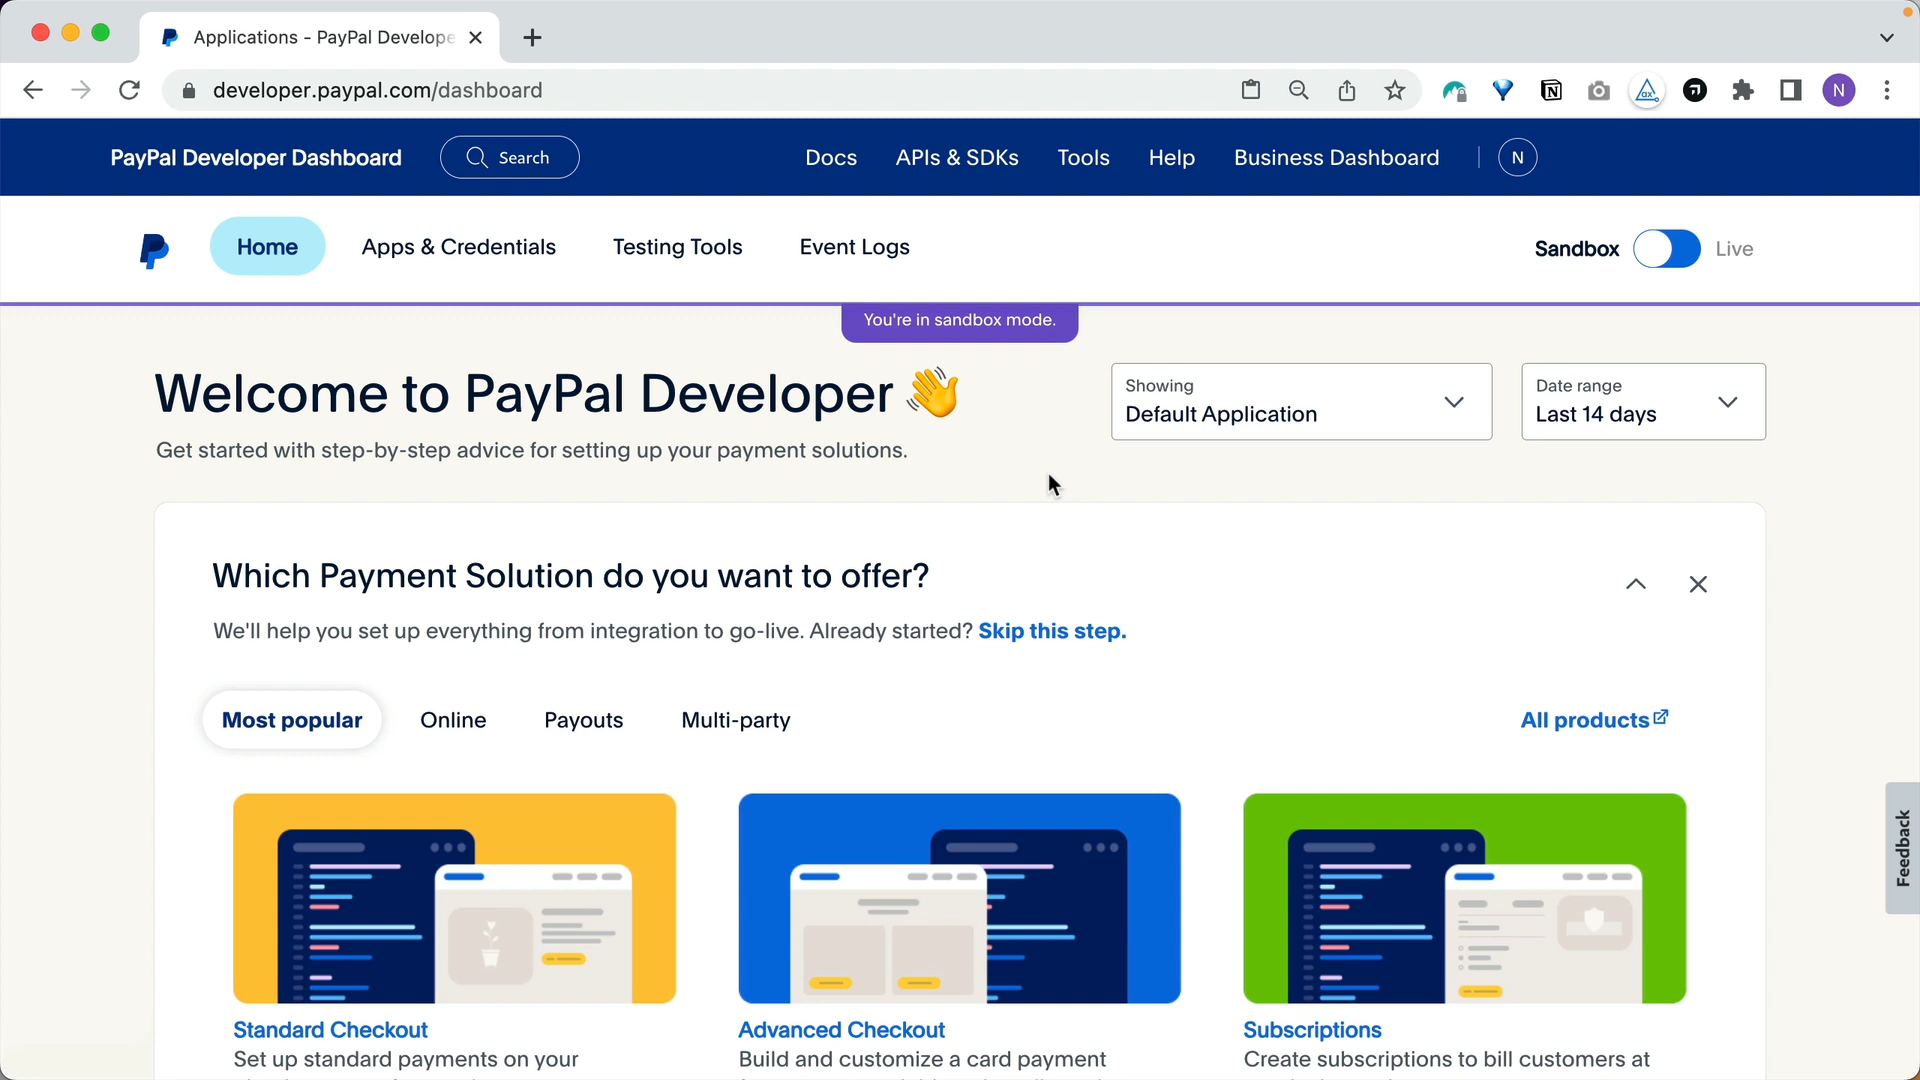 Applications - PayPal Develope
developer.paypal.com/dashboard
N
PayPal Developer Dashboard
Search
Docs
APIs & SDKs
Tools
Help
Business Dashboard
N
Home
Apps & Credentials
Testing Tools
Event Logs
Sandbox
Live
You're in sandbox mode.
Welcome to PayPal Developer 👋
Get started with step-by-step advice for setting up your payment solutions.
Showing
Default Application
Date range
Last 14 days
Which Payment Solution do you want to offer?
We'll help you set up everything from integration to go-live. Already started? Skip this step.
Most popular
Online
Payouts
Multi-party
All products
Feedback
Standard Checkout
Set up standard payments on your
Advanced Checkout
Build and customize a card payment
Subscriptions
Create subscriptions to bill customers at